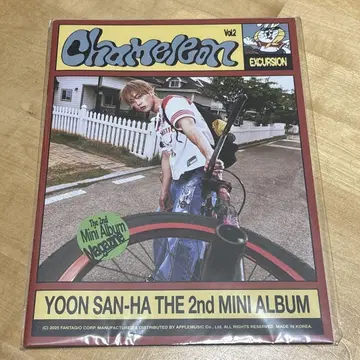 Chameleon
Vol.2
EXCURSION
The 2nd
Mini Album
Magazine
YOON SAN-HA THE 2nd MINI ALBUM
(C) 2025 FANTAGIO CORP. MANUFACTURED & DISTRIBUTED BY APPLEMUSIC Co., Ltd. ALL RIGHTS RESERVED. MADE IN KOREA.